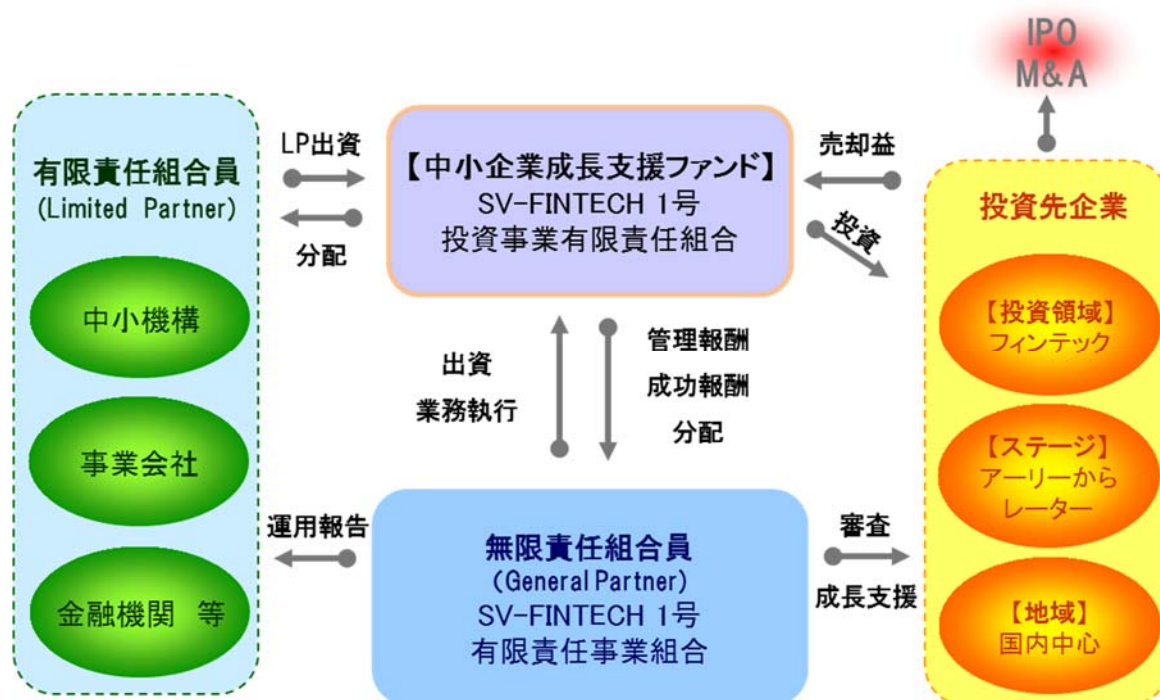 IPO
M&A
有限責任組合員
(Limited Partner)
中小機構
事業会社
金融機関 等
LP出資
分配
運用報告
【中小企業成長支援ファンド】
SV-FINTECH 1号
投資事業有限責任組合
出資
業務執行
管理報酬
成功報酬
分配
無限責任組合員
(General Partner)
SV-FINTECH 1号
有限責任事業組合
売却益
投資
審査
成長支援
投資先企業
【投資領域】
フィンテック
【ステージ】
アーリーから
レーター
【地域】
国内中心